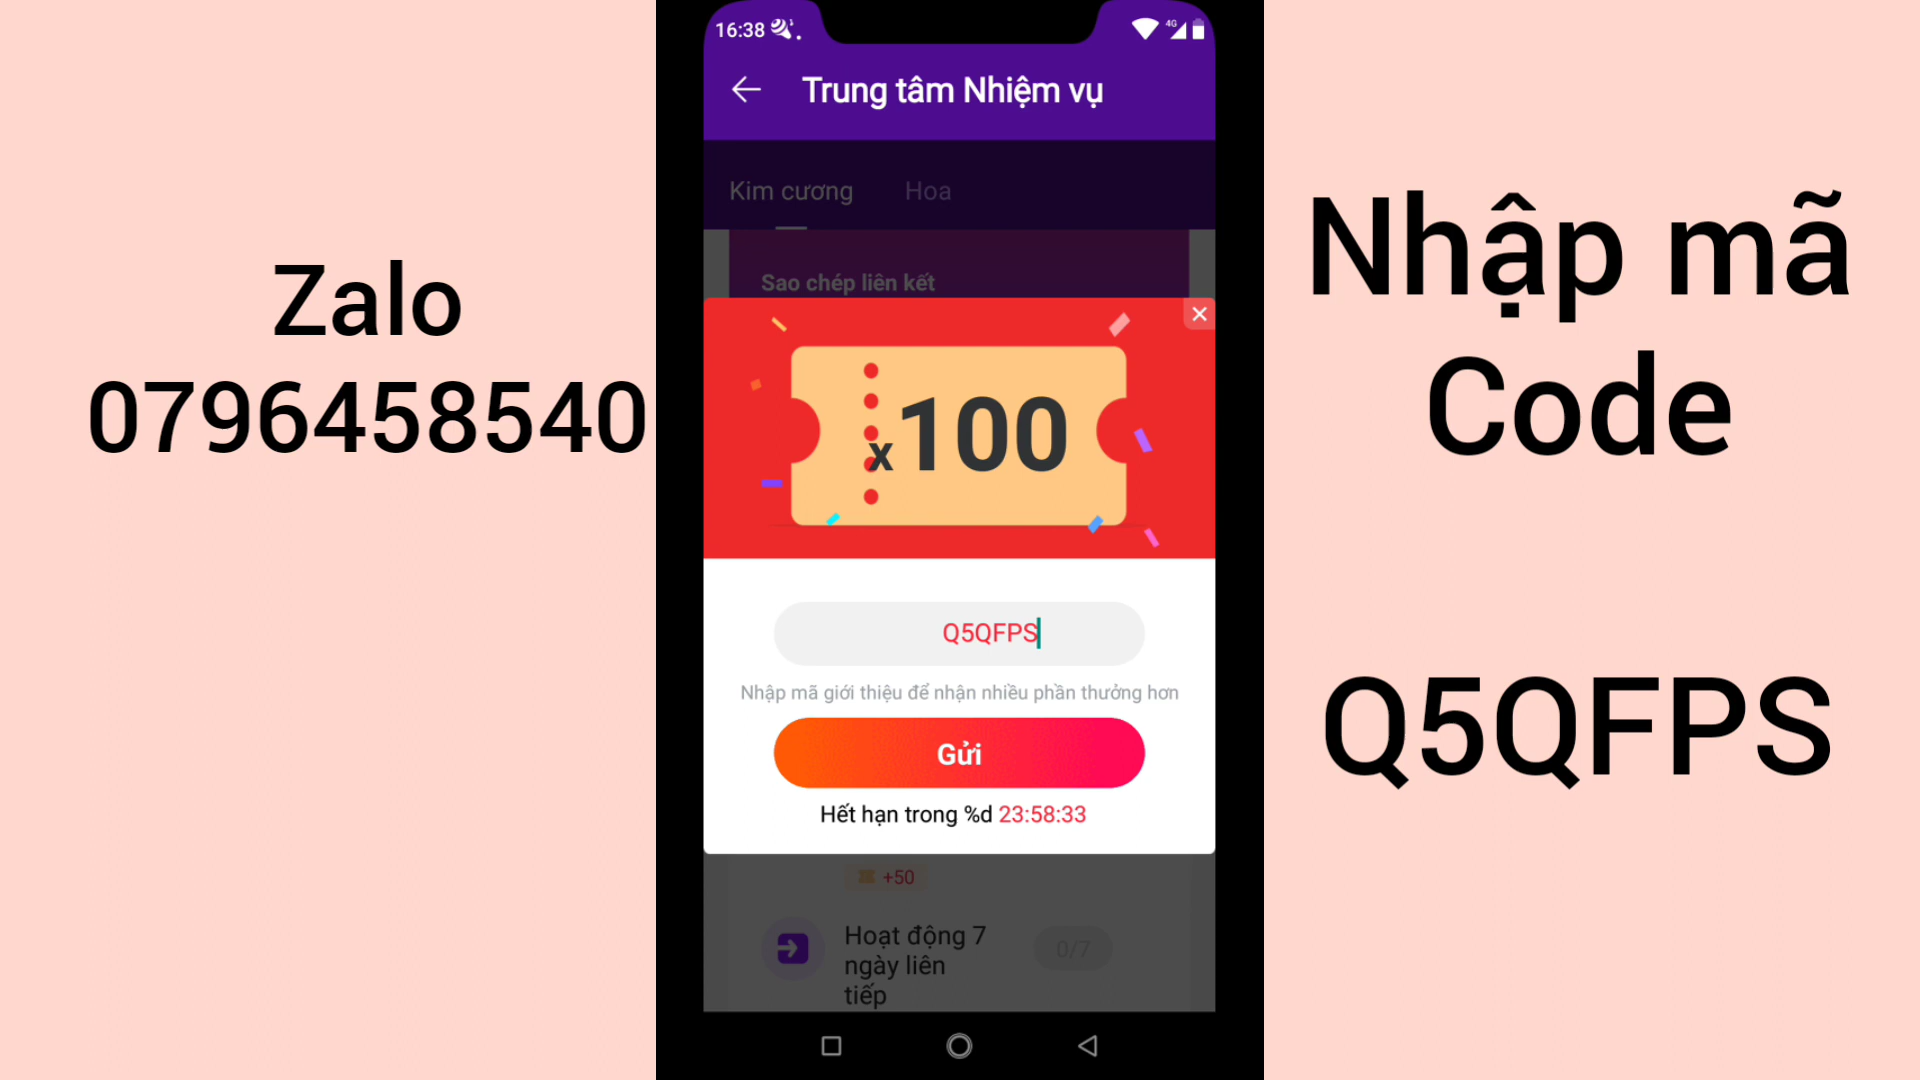 Zalo
0796458540
16:38
4G
Trung tâm Nhiệm vụ
Kim cương
Hoa
Sao chép liên kết
x100
Q5QFPS
Nhập mã giới thiệu để nhận nhiều phần thưởng hơn
Gửi
Hết hạn trong %d 23:58:33
+50
Hoạt động 7
ngày liên
tiếp
0/7
Nhập mã
Code
Q5QFPS